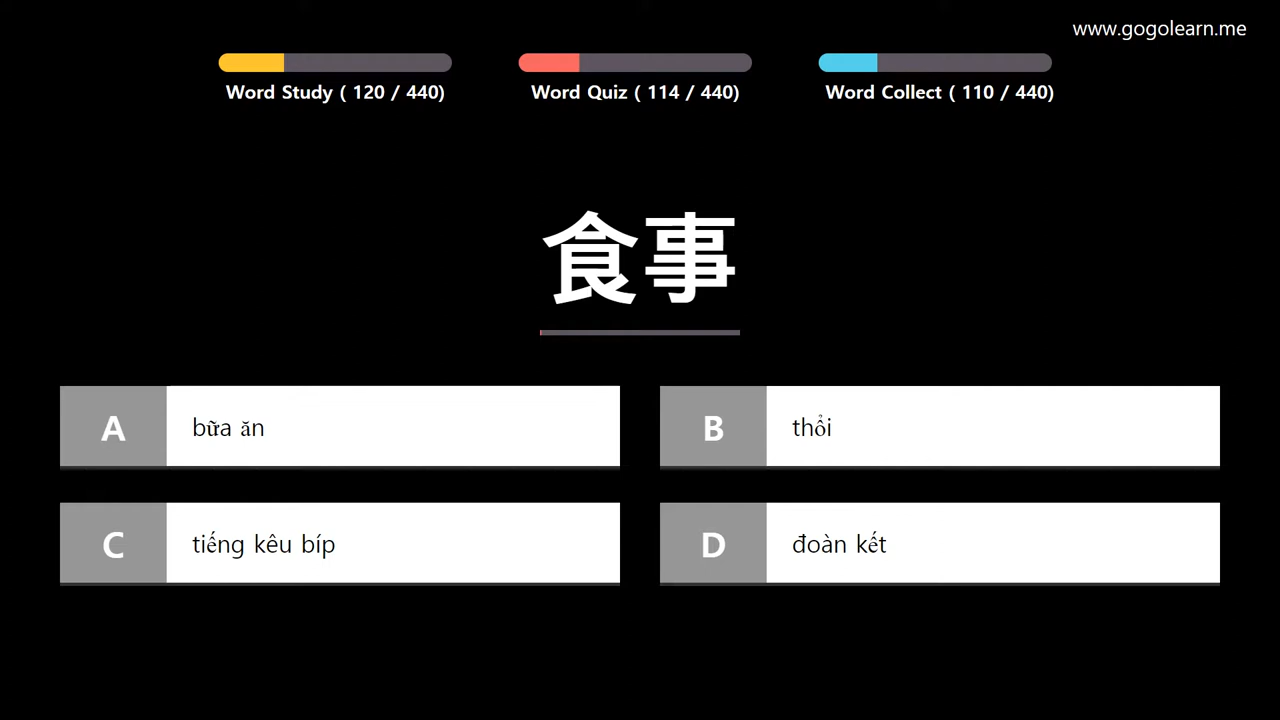 www.gogolearn.me
Word Study ( 120 / 440)
Word Quiz ( 114 / 440)
Word Collect ( 110 / 440)
食事
A bữa ăn
B thổi
C tiếng kêu bíp
D đoàn kết